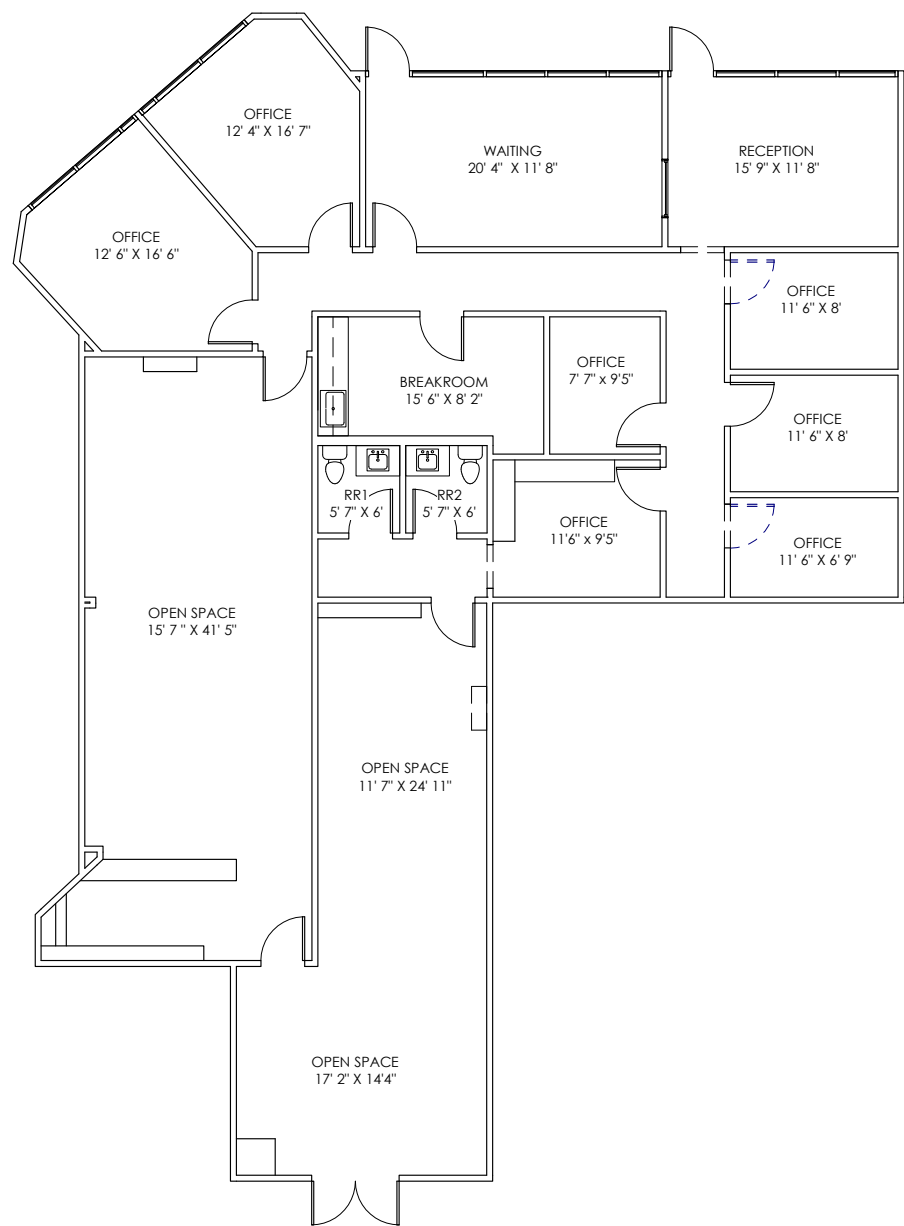 OFFICE
12' 4" X 16' 7"
WAITING
20' 4"  X 11' 8"
RECEPTION
15' 9" X 11' 8"
OFFICE
12' 6" X 16' 6"
OFFICE
11' 6" X 8'
OFFICE
7' 7" x 9'5"
BREAKROOM
15' 6" X 8' 2"
OFFICE
11' 6" X 8'
RR1
5' 7" X 6'
RR2
5' 7" X 6'
OFFICE
11'6" x 9'5"
OFFICE
11' 6" X 6' 9"
OPEN SPACE
15' 7 " X 41' 5"
OPEN SPACE
11' 7" X 24' 11"
OPEN SPACE
17' 2" X 14'4"